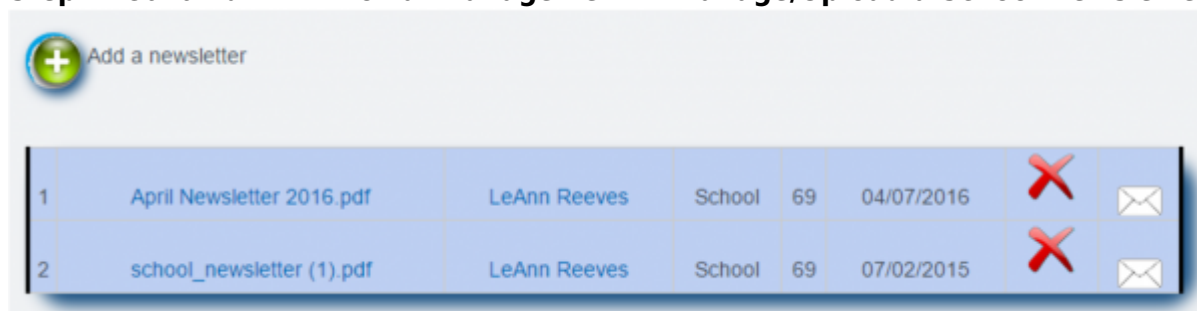 Add a newsletter
1 April Newsletter 2016.pdf LeAnn Reeves School 69 04/07/2016
2 school_newsletter (1).pdf LeAnn Reeves School 69 07/02/2015